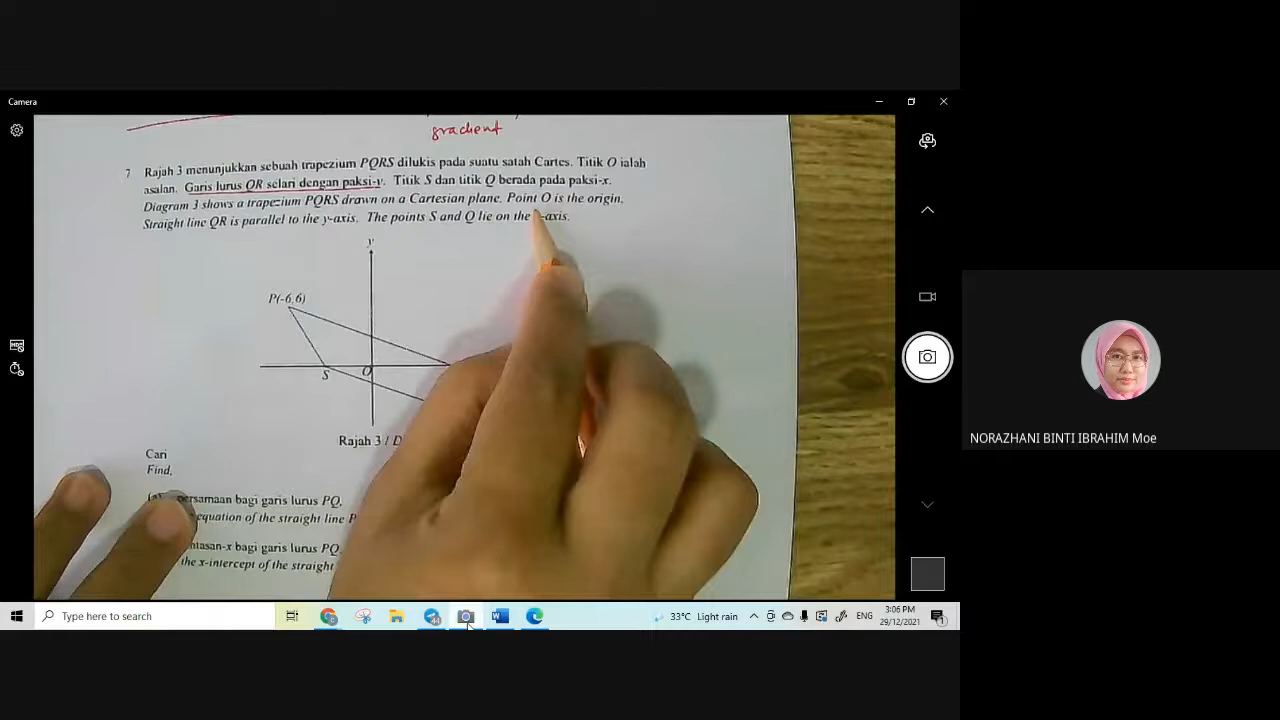 Camera
gradient
7 Rajah 3 menunjukkan sebuah trapezium PQRS dilukis pada suatu satah Cartes. Titik O ialah
asalan. Garis lurus QR selari dengan paksi-y. Titik S dan titik Q berada pada paksi-x.
Diagram 3 shows a trapezium PQRS drawn on a Cartesian plane. Point O is the origin.
Straight line QR is parallel to the y-axis. The points S and Q lie on the -axis.
y
P(-6,6)
S
O
Rajah 3 / D
Cari
Find,
(a) persamaan bagi garis lurus PQ,
equation of the straight line P
ntasan-x bagi garis lurus PQ.
the x-intercept of the straight
NORAZHANI BINTI IBRAHIM Moe
Type here to search
44
33°C Light rain
ENG
3:06 PM
29/12/2021
1